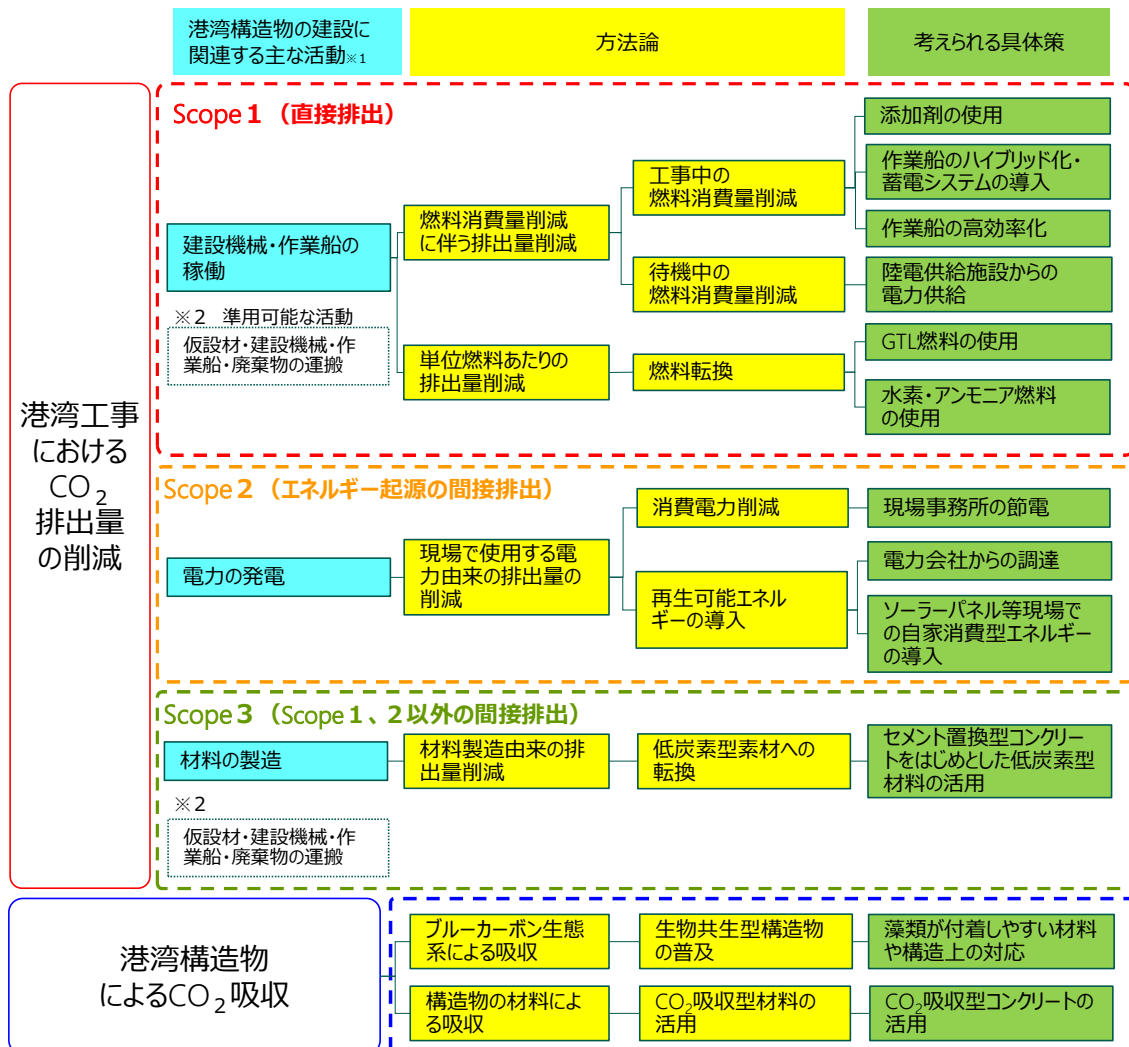 港湾構造物の建設に
関連する主な活動※1
方法論
考えられる具体策
港湾工事
における
CO₂
排出量
の削減
Scope１（直接排出）
建設機械・作業船の
稼働
※２　準用可能な活動
仮設材・建設機械・作
業船・廃棄物の運搬
燃料消費量削減
に伴う排出量削減
工事中の
燃料消費量削減
添加剤の使用
作業船のハイブリッド化・
蓄電システムの導入
作業船の高効率化
待機中の
燃料消費量削減
陸電供給施設からの
電力供給
単位燃料あたりの
排出量削減
燃料転換
GTL燃料の使用
水素・アンモニア燃料
の使用
Scope２（エネルギー起源の間接排出）
電力の発電
現場で使用する電
力由来の排出量の
削減
消費電力削減
現場事務所の節電
再生可能エネル
ギーの導入
電力会社からの調達
ソーラーパネル等現場で
の自家消費型エネルギー
の導入
Scope３（Scope１、２以外の間接排出）
材料の製造
※２
仮設材・建設機械・作
業船・廃棄物の運搬
材料製造由来の排
出量削減
低炭素型素材への
転換
セメント置換型コンクリー
トをはじめとした低炭素型
材料の活用
港湾構造物
によるCO₂吸収
ブルーカーボン生態
系による吸収
生物共生型構造物
の普及
藻類が付着しやすい材料
や構造上の対応
構造物の材料によ
る吸収
CO₂吸収型材料の
活用
CO₂吸収型コンクリートの
活用